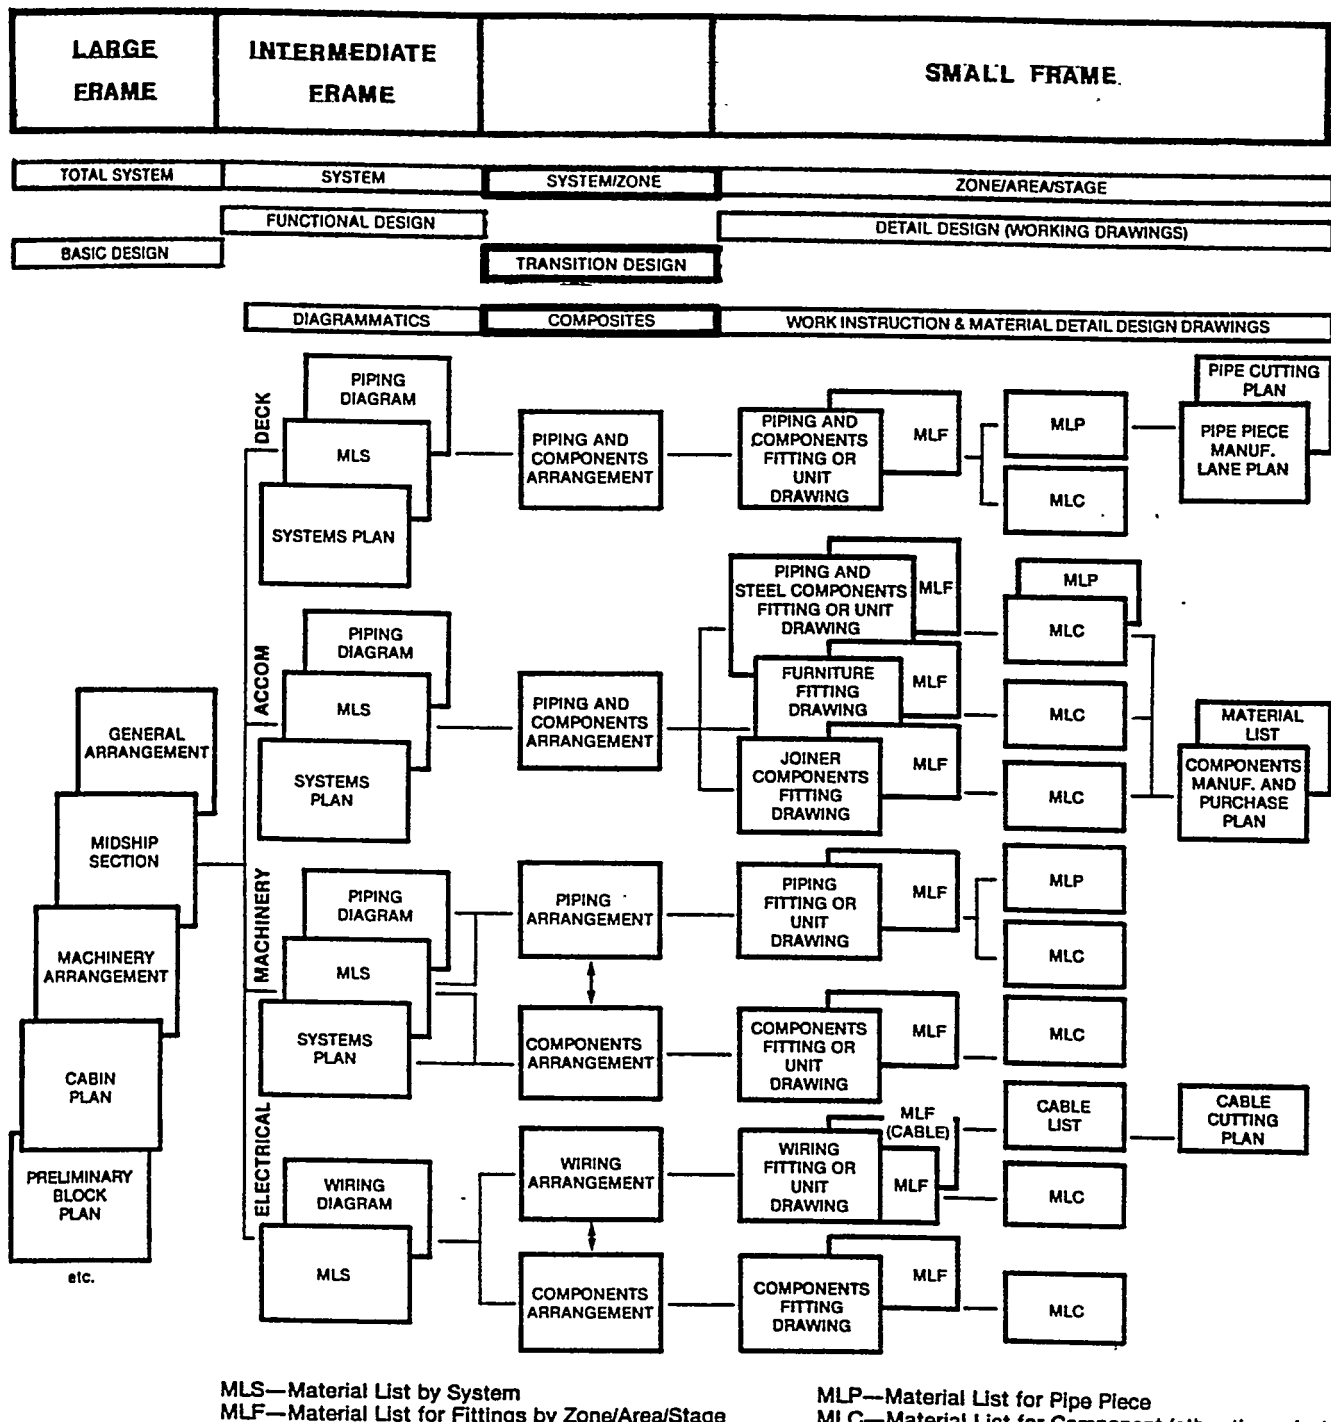 LARGE
FRAME
INTERMEDIATE
FRAME
SMALL FRAME
TOTAL SYSTEM
SYSTEM
SYSTEM/ZONE
ZONE/AREA/STAGE
FUNCTIONAL DESIGN
DETAIL DESIGN (WORKING DRAWINGS)
BASIC DESIGN
TRANSITION DESIGN
DIAGRAMMATICS
COMPOSITES
WORK INSTRUCTION & MATERIAL DETAIL DESIGN DRAWINGS
GENERAL
ARRANGEMENT
MIDSHIP
SECTION
MACHINERY
ARRANGEMENT
CABIN
PLAN
PRELIMINARY
BLOCK
PLAN
etc.
DECK
PIPING
DIAGRAM
MLS
SYSTEMS PLAN
PIPING AND
COMPONENTS
ARRANGEMENT
PIPING AND
COMPONENTS
FITTING OR
UNIT
DRAWING
MLF
MLP
MLC
PIPE CUTTING
PLAN
PIPE PIECE
MANUF.
LANE PLAN
ACCOM
PIPING
DIAGRAM
MLS
SYSTEMS
PLAN
PIPING AND
COMPONENTS
ARRANGEMENT
PIPING AND
STEEL COMPONENTS
FITTING OR UNIT
DRAWING
MLF
MLP
MLC
FURNITURE
FITTING
DRAWING
MLF
MLC
JOINER
COMPONENTS
FITTING
DRAWING
MLF
MLC
MATERIAL
LIST
COMPONENTS
MANUF. AND
PURCHASE
PLAN
MACHINERY
PIPING
DIAGRAM
MLS
SYSTEMS
PLAN
PIPING
ARRANGEMENT
PIPING
FITTING OR
UNIT
DRAWING
MLF
MLP
MLC
COMPONENTS
ARRANGEMENT
COMPONENTS
FITTING OR
UNIT
DRAWING
MLF
MLC
ELECTRICAL
WIRING
DIAGRAM
MLS
WIRING
ARRANGEMENT
WIRING
FITTING OR
UNIT
DRAWING
MLF
(CABLE)
MLF
CABLE
LIST
CABLE
CUTTING
PLAN
MLC
COMPONENTS
ARRANGEMENT
COMPONENTS
FITTING
DRAWING
MLF
MLC
MLS—Material List by System
MLF—Material List for Fittings by Zone/Area/Stage
MLP—Material List for Pipe Piece
MLC—Material List for Component